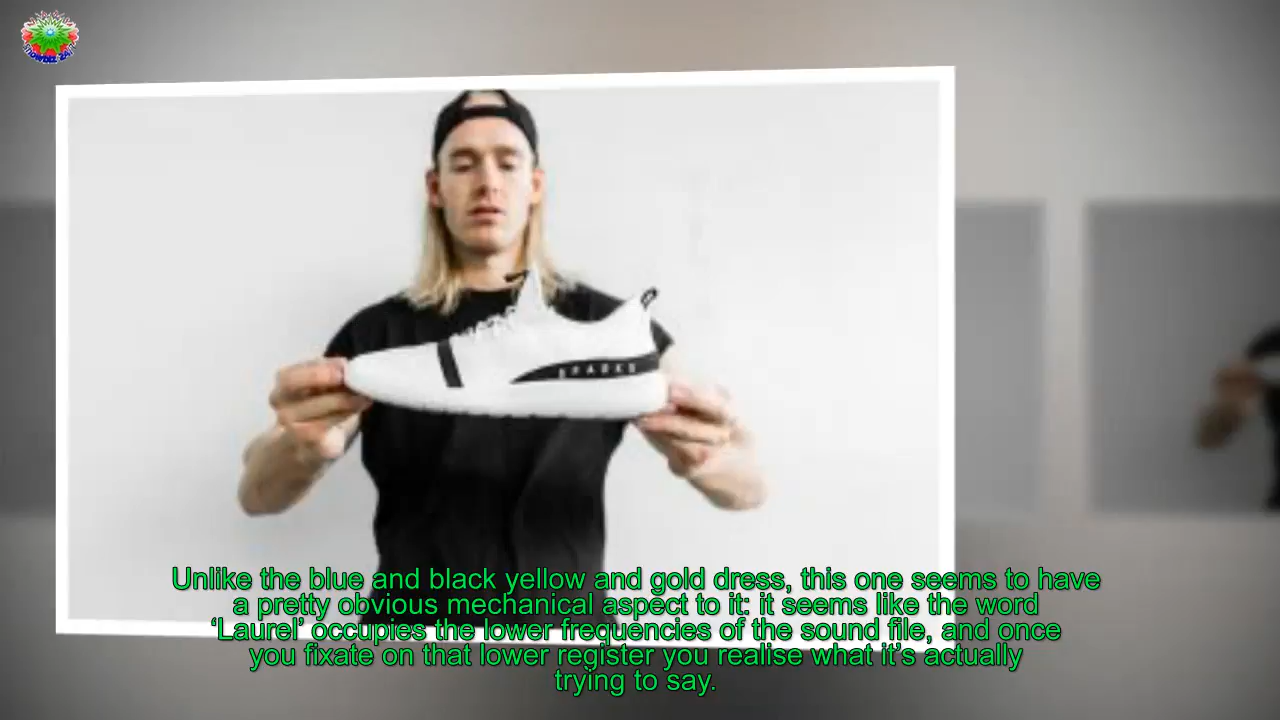 SPARKS
Unlike the blue and black yellow and gold dress, this one seems to have
a pretty obvious mechanical aspect to it: it seems like the word
‘Laurel’ occupies the lower frequencies of the sound file, and once
you fixate on that lower register you realise what it’s actually
trying to say.